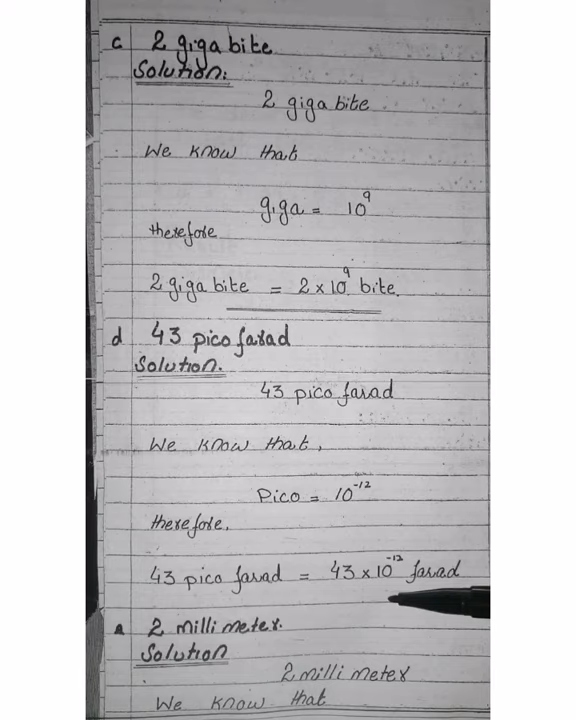 c 2 giga bite
Solution:
2 giga bite
We know that
giga = 10⁹
therefore
2 giga bite = 2 × 10⁹ bite.
d 43 pico farad
Solution.
43 pico farad
We know that,
Pico = 10⁻¹²
therefore,
43 pico farad = 43 × 10⁻¹² farad
2 milli meter.
Solution
2 milli meter
We know that